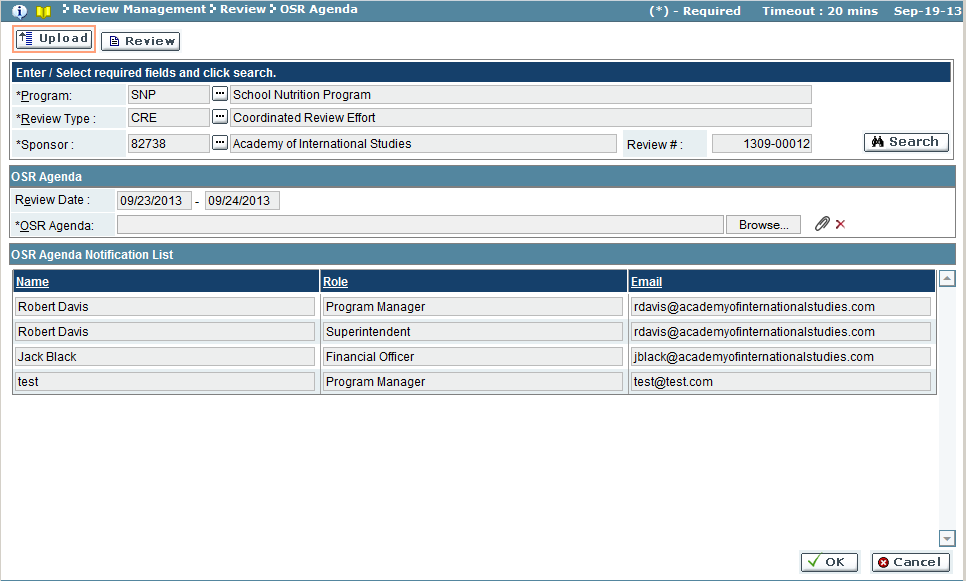 Review Management Review OSR Agenda (*) - Required Timeout : 20 mins Sep-19-13
Upload Review
Enter / Select required fields and click search.
*Program: SNP ... School Nutrition Program
*Review Type : CRE ... Coordinated Review Effort
*Sponsor : 82738 ... Academy of International Studies Review # : 1309-00012 Search
OSR Agenda
Review Date : 09/23/2013 - 09/24/2013
*OSR Agenda: Browse...
OSR Agenda Notification List
Name Role Email
Robert Davis Program Manager rdavis@academyofinternationalstudies.com
Robert Davis Superintendent rdavis@academyofinternationalstudies.com
Jack Black Financial Officer jblack@academyofinternationalstudies.com
test Program Manager test@test.com
OK Cancel